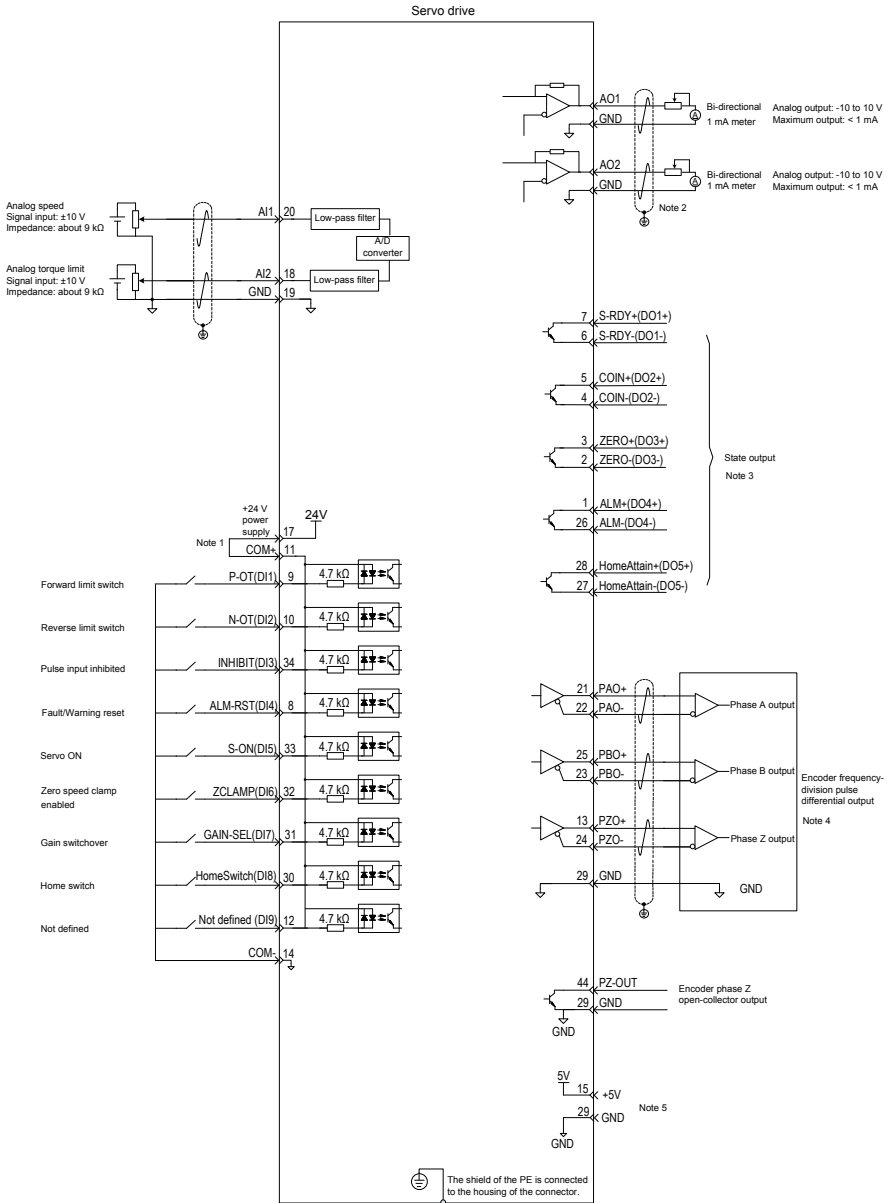 Servo drive
AO1
GND
Bi-directional
1 mA meter
Analog output: -10 to 10 V
Maximum output: < 1 mA
A
AO2
GND
Bi-directional
1 mA meter
Analog output: -10 to 10 V
Maximum output: < 1 mA
A
Note 2
Analog speed
Signal input: ±10 V
Impedance: about 9 kΩ
AI1 20
Low-pass filter
A/D
converter
Analog torque limit
Signal input: ±10 V
Impedance: about 9 kΩ
AI2 18
Low-pass filter
GND 19
7 S-RDY+(DO1+)
6 S-RDY-(DO1-)
5 COIN+(DO2+)
4 COIN-(DO2-)
3 ZERO+(DO3+)
2 ZERO-(DO3-)
1 ALM+(DO4+)
26 ALM-(DO4-)
28 HomeAttain+(DO5+)
27 HomeAttain-(DO5-)
State output
Note 3
+24 V
power
supply
24V
17
Note 1
COM+ 11
Forward limit switch
P-OT(DI1) 9 4.7 kΩ
Reverse limit switch
N-OT(DI2) 10 4.7 kΩ
Pulse input inhibited
INHIBIT(DI3) 34 4.7 kΩ
Fault/Warning reset
ALM-RST(DI4) 8 4.7 kΩ
Servo ON
S-ON(DI5) 33 4.7 kΩ
Zero speed clamp
enabled
ZCLAMP(DI6) 32 4.7 kΩ
Gain switchover
GAIN-SEL(DI7) 31 4.7 kΩ
Home switch
HomeSwitch(DI8) 30 4.7 kΩ
Not defined
Not defined (DI9) 12 4.7 kΩ
COM- 14
21 PAO+
22 PAO-
Phase A output
25 PBO+
23 PBO-
Phase B output
13 PZO+
24 PZO-
Phase Z output
29 GND
GND
Encoder frequency-
division pulse
differential output
Note 4
44 PZ-OUT
29 GND
GND
Encoder phase Z
open-collector output
5V
15 +5V
29 GND
GND
Note 5
The shield of the PE is connected
to the housing of the connector.